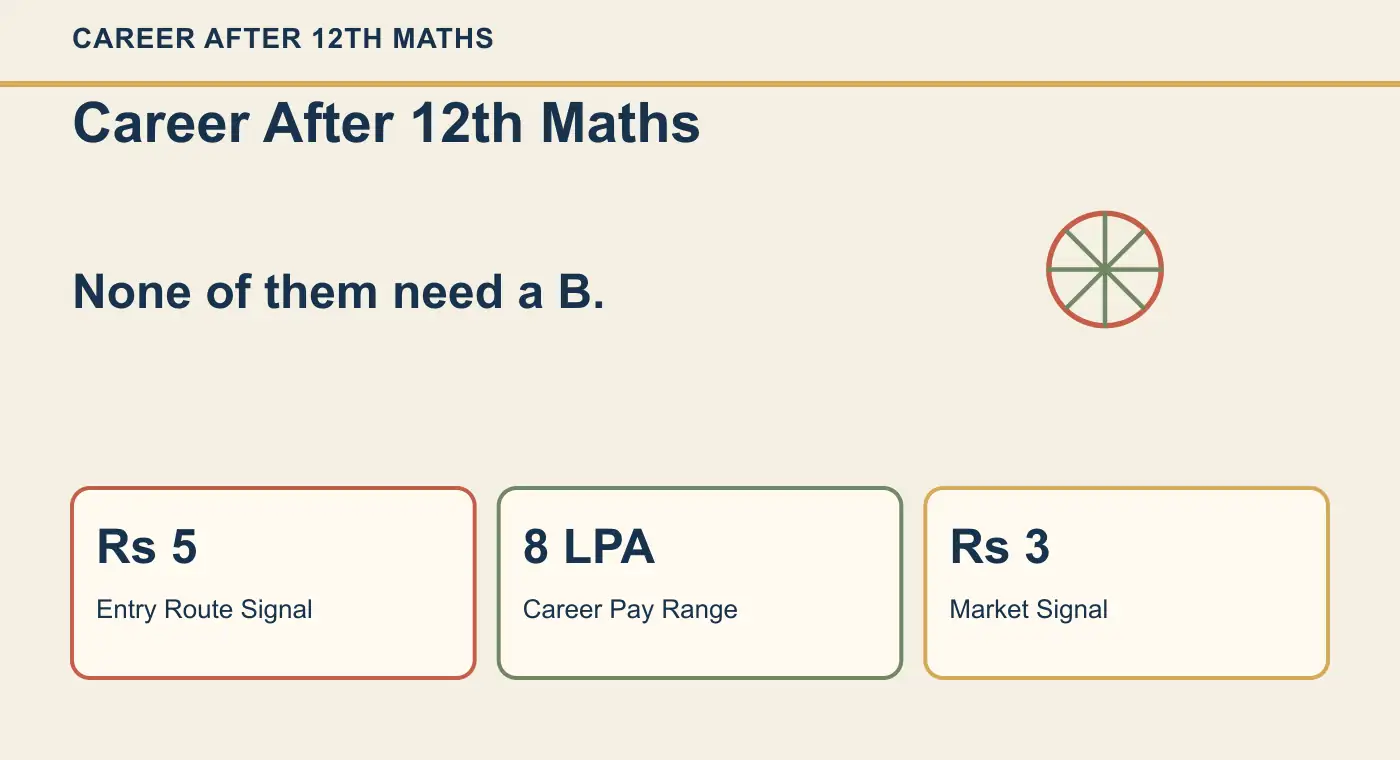 CAREER AFTER 12TH MATHS
Career After 12th Maths
None of them need a B.
Rs 5
Entry Route Signal
8 LPA
Career Pay Range
Rs 3
Market Signal